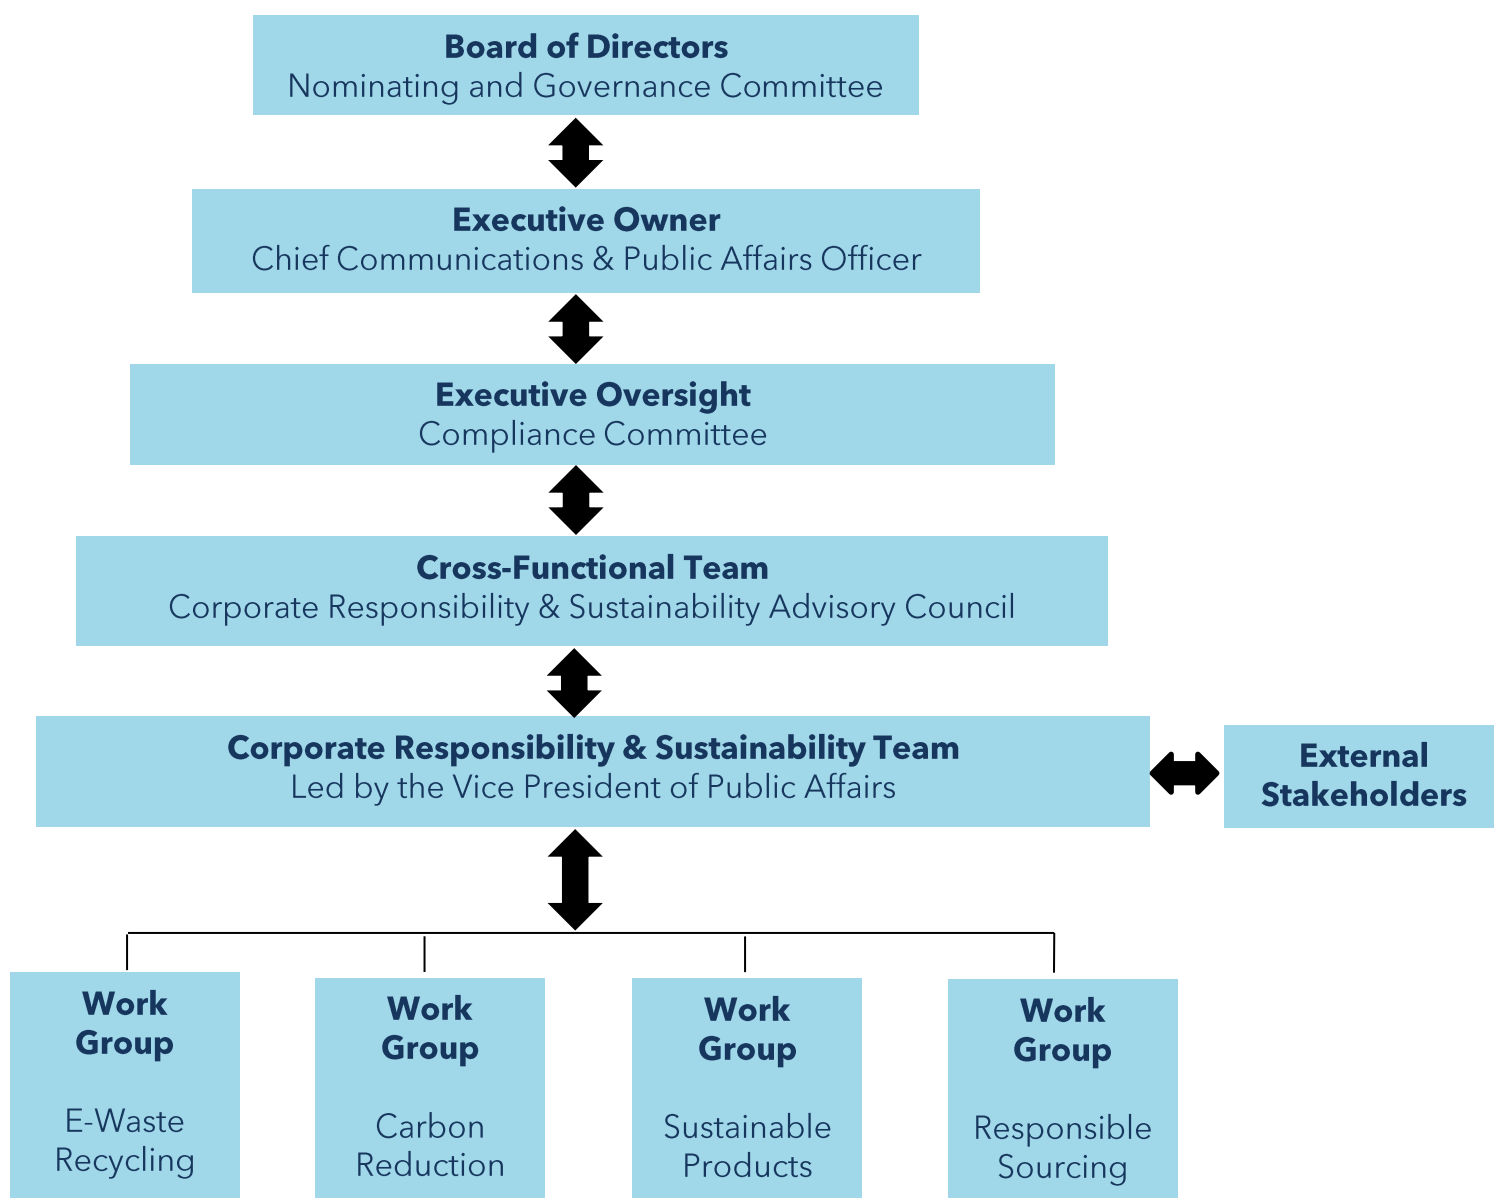 Board of Directors
Nominating and Governance Committee
Executive Owner
Chief Communications & Public Affairs Officer
Executive Oversight
Compliance Committee
Cross-Functional Team
Corporate Responsibility & Sustainability Advisory Council
Corporate Responsibility & Sustainability Team
Led by the Vice President of Public Affairs
External
Stakeholders
Work
Group
E-Waste
Recycling
Work
Group
Carbon
Reduction
Work
Group
Sustainable
Products
Work
Group
Responsible
Sourcing